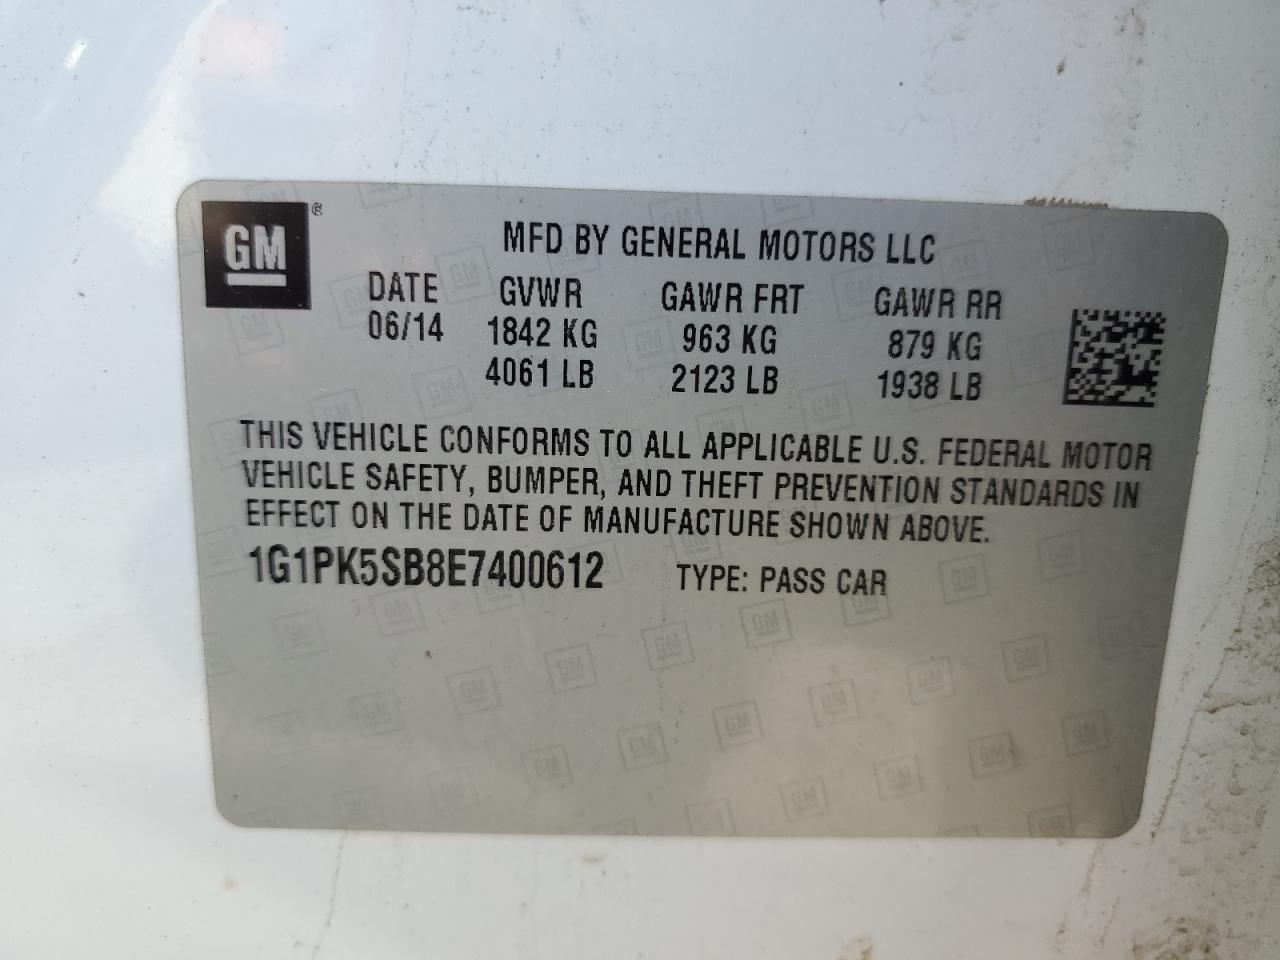 GM ®
MFD BY GENERAL MOTORS LLC
DATE GVWR GAWR FRT GAWR RR
06/14 1842 KG 963 KG 879 KG
4061 LB 2123 LB 1938 LB
THIS VEHICLE CONFORMS TO ALL APPLICABLE U.S. FEDERAL MOTOR
VEHICLE SAFETY, BUMPER, AND THEFT PREVENTION STANDARDS IN
EFFECT ON THE DATE OF MANUFACTURE SHOWN ABOVE.
1G1PK5SB8E7400612 TYPE: PASS CAR